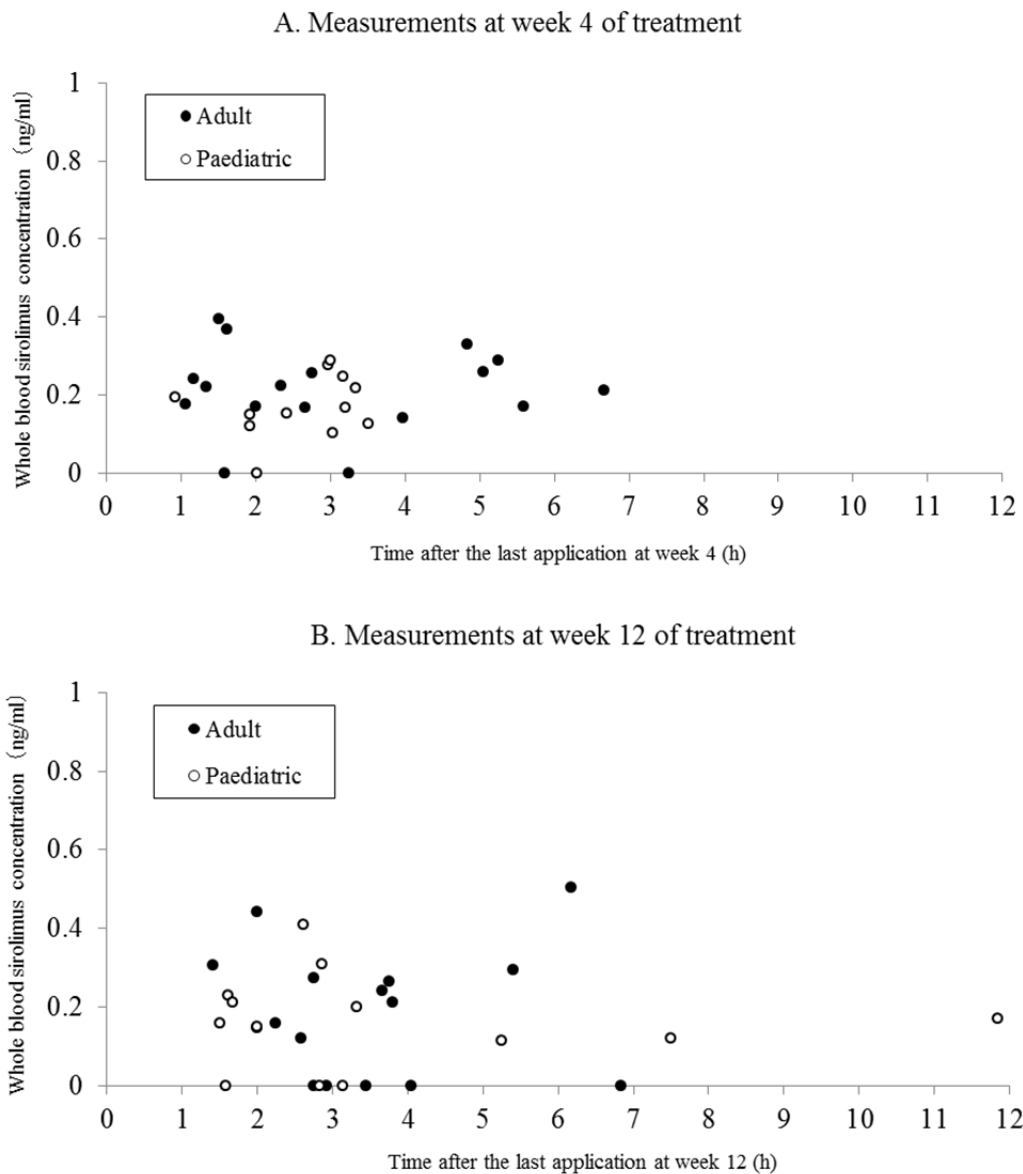 A. Measurements at week 4 of treatment
Whole blood sirolimus concentration (ng/ml)
1
0.8
0.6
0.4
0.2
0
Adult
Paediatric
0 1 2 3 4 5 6 7 8 9 10 11 12
Time after the last application at week 4 (h)
B. Measurements at week 12 of treatment
Whole blood sirolimus concentration (ng/ml)
1
0.8
0.6
0.4
0.2
0
Adult
Paediatric
0 1 2 3 4 5 6 7 8 9 10 11 12
Time after the last application at week 12 (h)